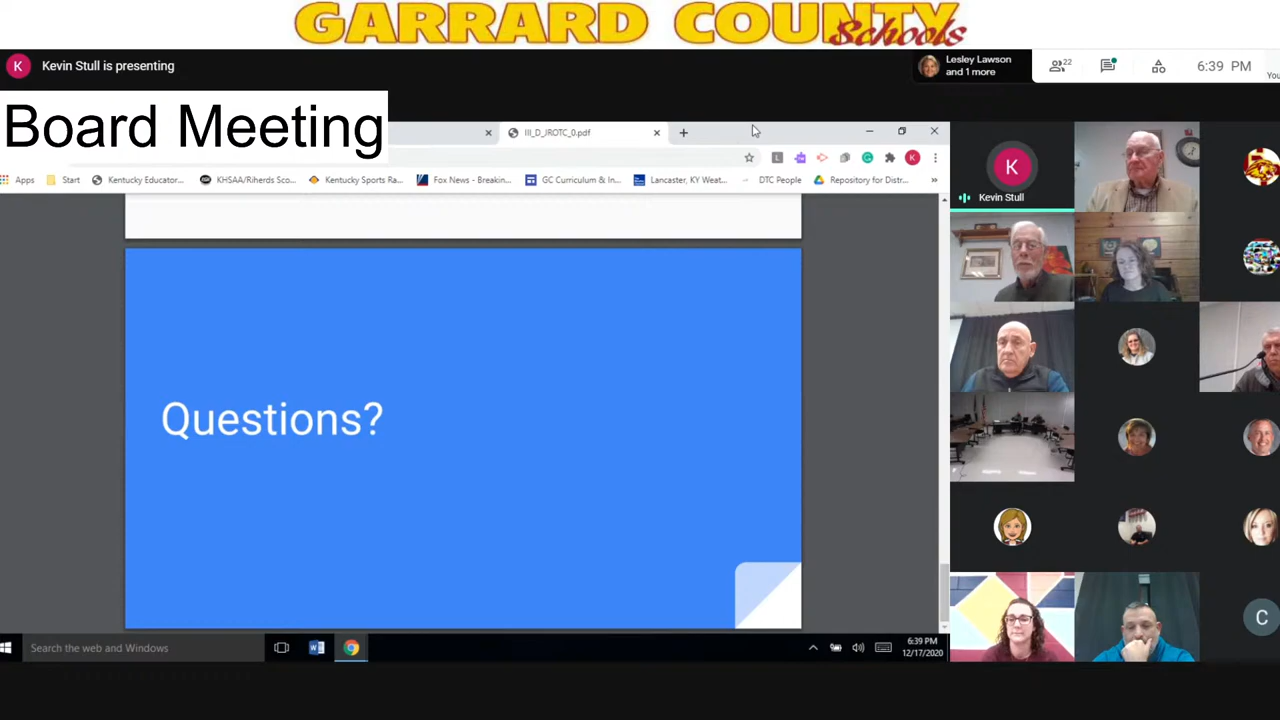 GARRARD COUNTY
Schools
K Kevin Stull is presenting
Lesley Lawson
and 1 more
22
6:39 PM
You
Board Meeting
III_D_JROTC_0.pdf
Apps Start Kentucky Educator... KHSAA/Riherds Sco... Kentucky Sports Ra... Fox News - Breakin... GC Curriculum & In... Lancaster, KY Weat... DTC People Repository for Distr... »
K
Kevin Stull
Questions?
C
Search the web and Windows
6:39 PM
12/17/2020